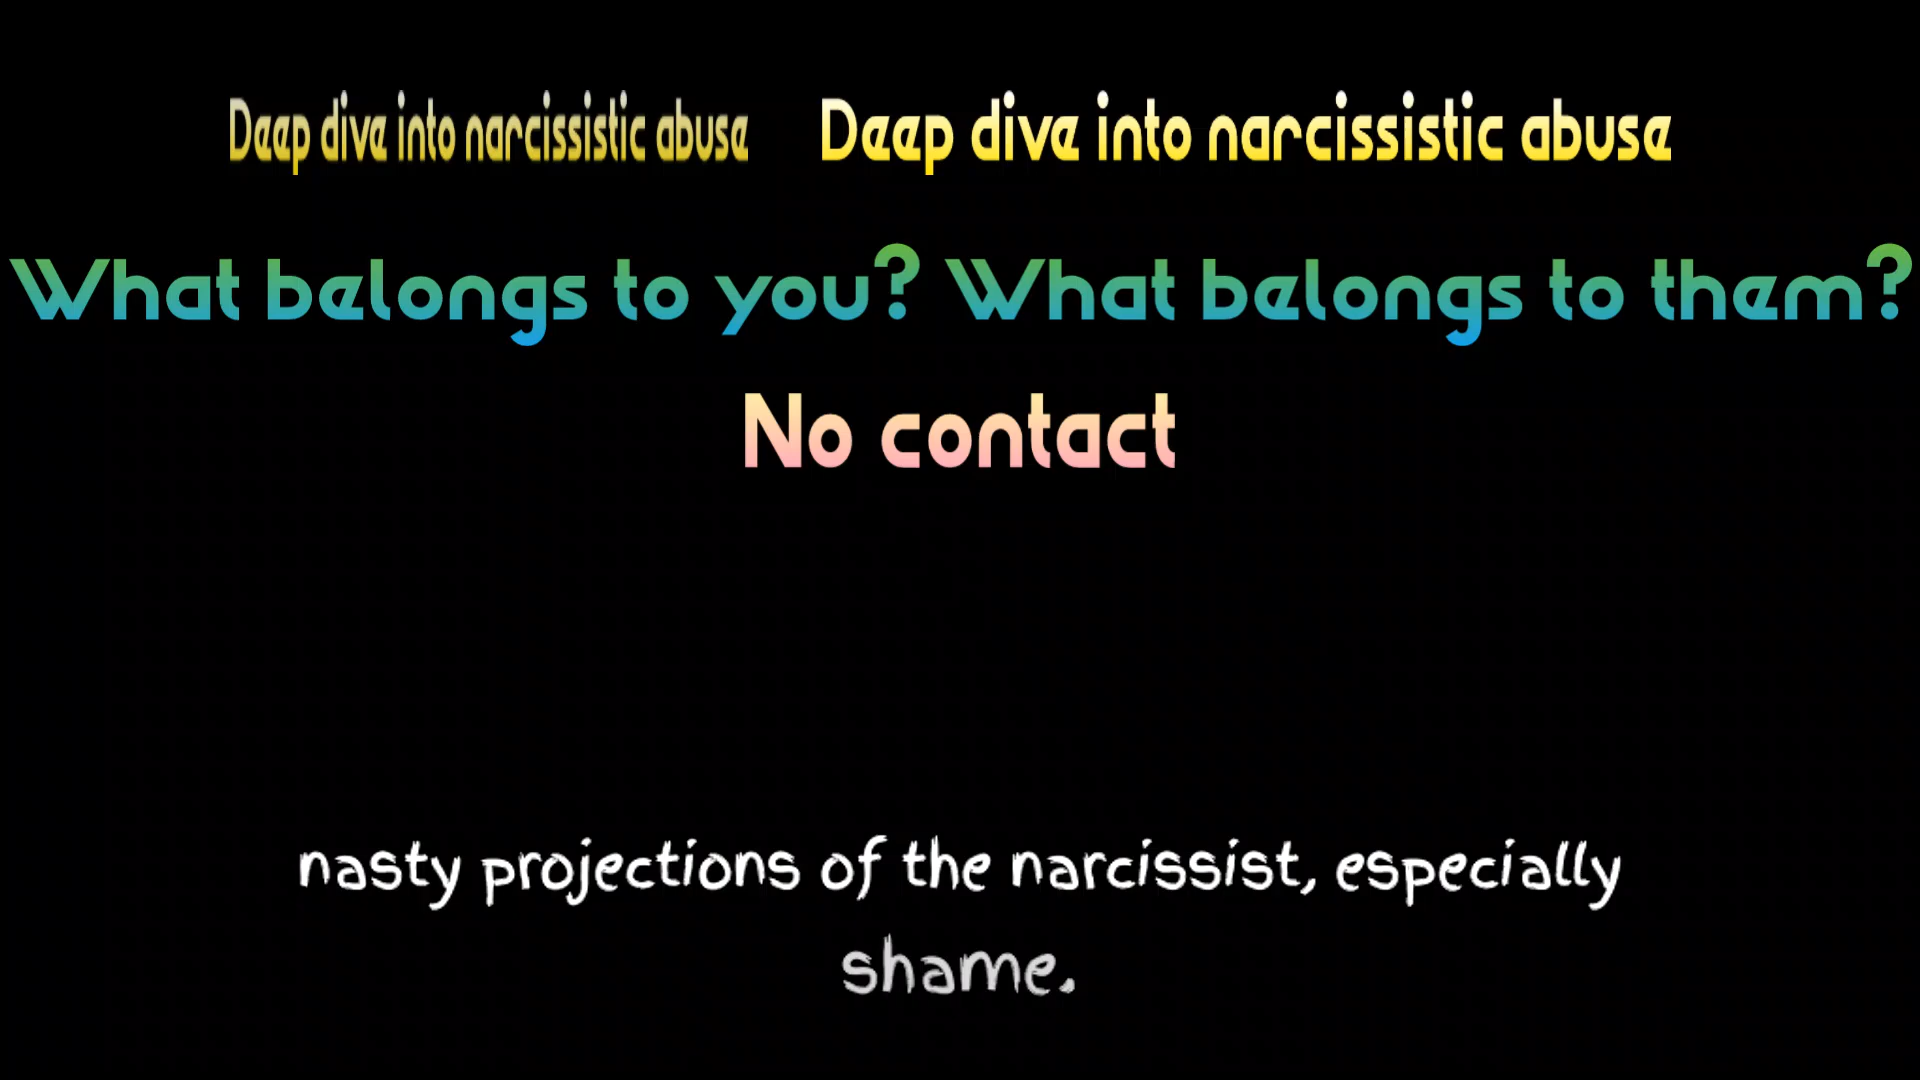 Deep dive into narcissistic abuse Deep dive into narcissistic abuse
What belongs to you? What belongs to them?
No contact
nasty projections of the narcissist, especially
shame.